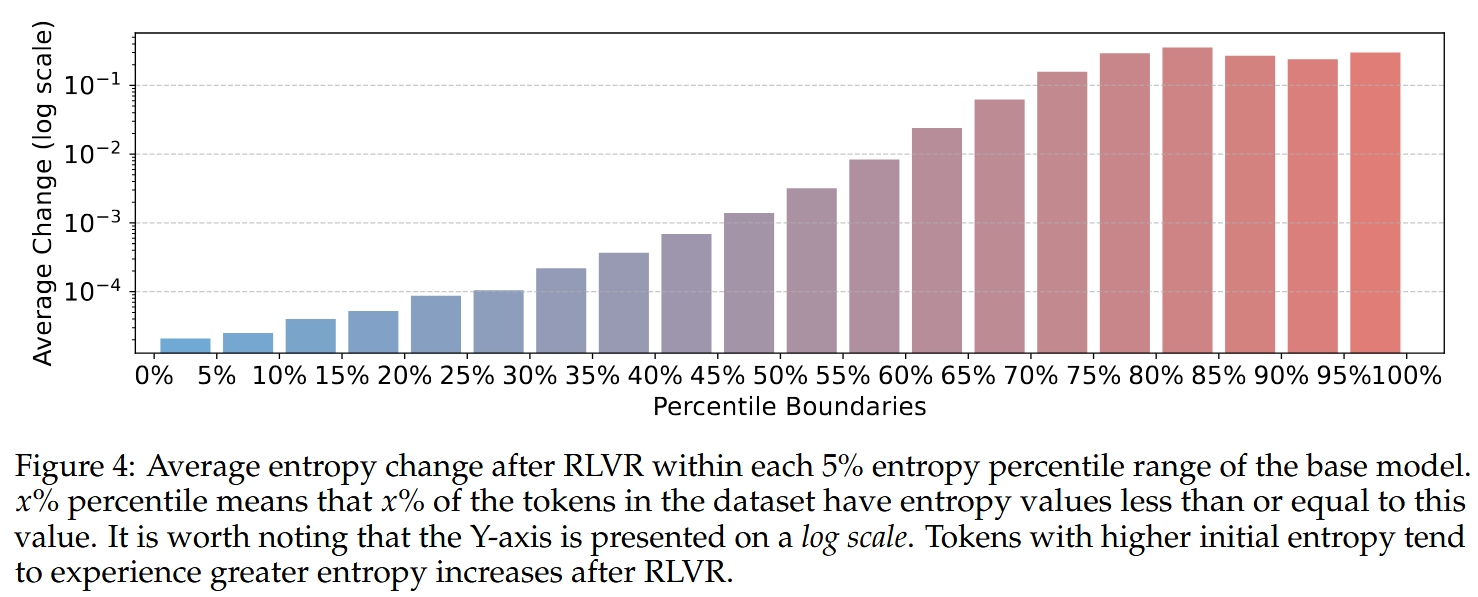 Average Change (log scale)
10⁻¹
10⁻²
10⁻³
10⁻⁴
0% 5% 10% 15% 20% 25% 30% 35% 40% 45% 50% 55% 60% 65% 70% 75% 80% 85% 90% 95% 100%
Percentile Boundaries
Figure 4: Average entropy change after RLVR within each 5% entropy percentile range of the base model.
x% percentile means that x% of the tokens in the dataset have entropy values less than or equal to this
value. It is worth noting that the Y-axis is presented on a log scale. Tokens with higher initial entropy tend
to experience greater entropy increases after RLVR.